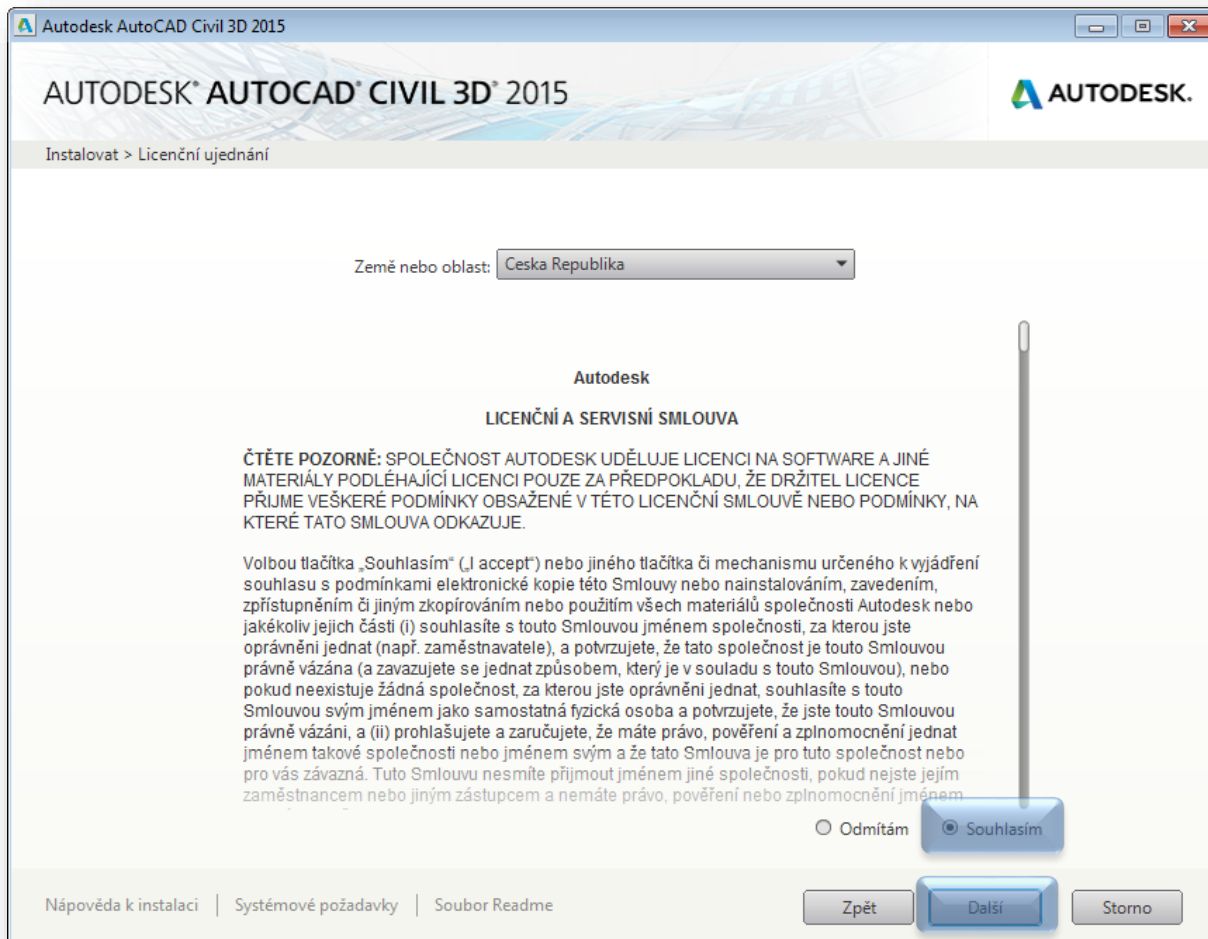 Autodesk AutoCAD Civil 3D 2015
AUTODESK® AUTOCAD® CIVIL 3D® 2015
AUTODESK.
Instalovat > Licenční ujednání
Země nebo oblast: Ceska Republika
Autodesk
LICENČNÍ A SERVISNÍ SMLOUVA
ČTĚTE POZORNĚ: SPOLEČNOST AUTODESK UDĚLUJE LICENCI NA SOFTWARE A JINÉ
MATERIÁLY PODLÉHAJÍCÍ LICENCI POUZE ZA PŘEDPOKLADU, ŽE DRŽITEL LICENCE
PŘIJME VEŠKERÉ PODMÍNKY OBSAŽENÉ V TÉTO LICENČNÍ SMLOUVĚ NEBO PODMÍNKY, NA
KTERÉ TATO SMLOUVA ODKAZUJE.
Volbou tlačítka „Souhlasím“ („I accept“) nebo jiného tlačítka či mechanismu určeného k vyjádření
souhlasu s podmínkami elektronické kopie této Smlouvy nebo nainstalováním, zavedením,
zpřístupněním či jiným zkopírováním nebo použitím všech materiálů společnosti Autodesk nebo
jakékoliv jejich části (i) souhlasíte s touto Smlouvou jménem společnosti, za kterou jste
oprávněni jednat (např. zaměstnavatele), a potvrzujete, že tato společnost je touto Smlouvou
právně vázána (a zavazujete se jednat způsobem, který je v souladu s touto Smlouvou), nebo
pokud neexistuje žádná společnost, za kterou jste oprávněni jednat, souhlasíte s touto
Smlouvou svým jménem jako samostatná fyzická osoba a potvrzujete, že jste touto Smlouvou
právně vázáni, a (ii) prohlašujete a zaručujete, že máte právo, pověření a zplnomocnění jednat
jménem takové společnosti nebo jménem svým a že tato Smlouva je pro tuto společnost nebo
pro vás závazná. Tuto Smlouvu nesmíte přijmout jménem jiné společnosti, pokud nejste jejím
zaměstnancem nebo jiným zástupcem a nemáte právo, pověření nebo zplnomocnění jménem
Odmítám Souhlasím
Nápověda k instalaci | Systémové požadavky | Soubor Readme Zpět Další Storno